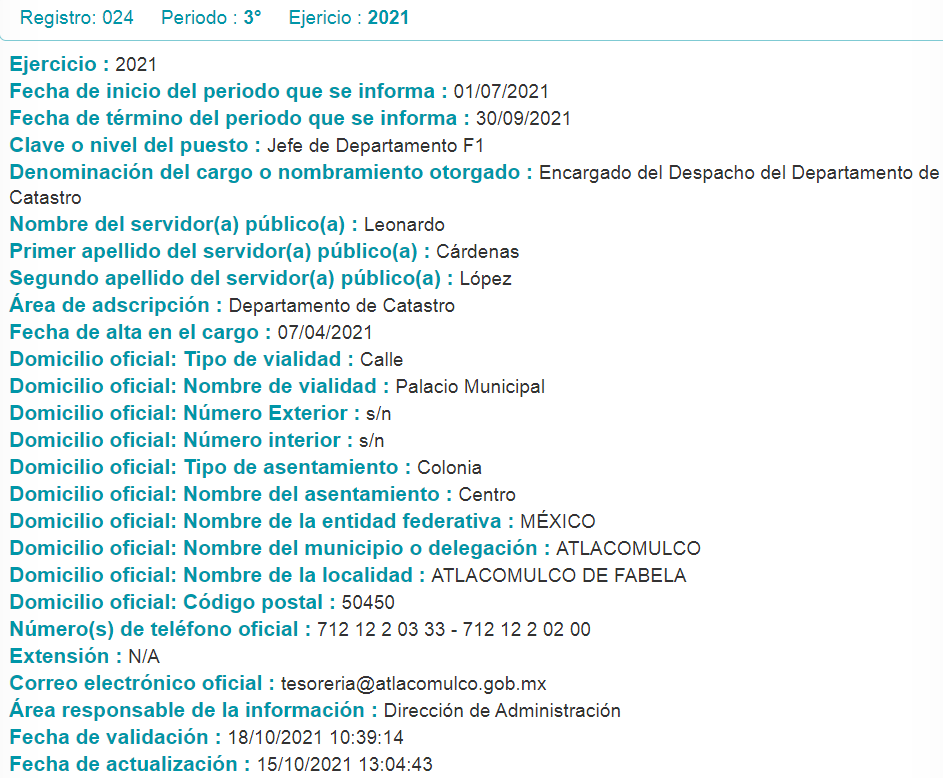 Registro: 024 Periodo : 3° Ejericio : 2021
Ejercicio : 2021
Fecha de inicio del periodo que se informa : 01/07/2021
Fecha de término del periodo que se informa : 30/09/2021
Clave o nivel del puesto : Jefe de Departamento F1
Denominación del cargo o nombramiento otorgado : Encargado del Despacho del Departamento de
Catastro
Nombre del servidor(a) público(a) : Leonardo
Primer apellido del servidor(a) público(a) : Cárdenas
Segundo apellido del servidor(a) público(a) : López
Área de adscripción : Departamento de Catastro
Fecha de alta en el cargo : 07/04/2021
Domicilio oficial: Tipo de vialidad : Calle
Domicilio oficial: Nombre de vialidad : Palacio Municipal
Domicilio oficial: Número Exterior : s/n
Domicilio oficial: Número interior : s/n
Domicilio oficial: Tipo de asentamiento : Colonia
Domicilio oficial: Nombre del asentamiento : Centro
Domicilio oficial: Nombre de la entidad federativa : MÉXICO
Domicilio oficial: Nombre del municipio o delegación : ATLACOMULCO
Domicilio oficial: Nombre de la localidad : ATLACOMULCO DE FABELA
Domicilio oficial: Código postal : 50450
Número(s) de teléfono oficial : 712 12 2 03 33 - 712 12 2 02 00
Extensión : N/A
Correo electrónico oficial : tesoreria@atlacomulco.gob.mx
Área responsable de la información : Dirección de Administración
Fecha de validación : 18/10/2021 10:39:14
Fecha de actualización : 15/10/2021 13:04:43